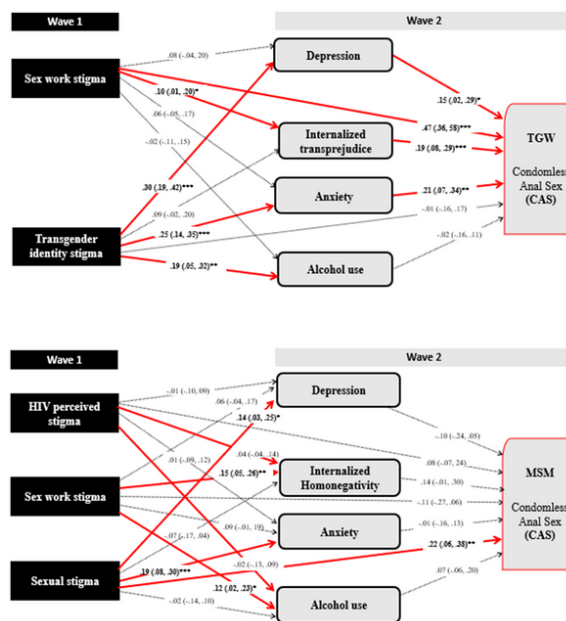 Wave 1
Wave 2
.08 (-.04, 20)
Depression
Sex work stigma
.10 (.01, .20)*
.15 (.02, .29)*
.06 (-.05, .17)
.47 (.36, 58)***
-.02 (-.11, .15)
Internalized
transprejudice
.19 (.08, .29)***
TGW
.30 (.19, .42)***
Condomless
Anal Sex
(CAS)
.09 (-.02, .20)
Anxiety
.21 (.07, .34)**
-.01 (-.16, .17)
Transgender
identity stigma
.25 (.14, .35)***
.19 (.05, .32)**
Alcohol use
-.02 (-.16, .11)
Wave 1
Wave 2
HIV perceived
stigma
-.01 (-.10, .09)
Depression
.06 (-.04, .17)
.14 (.03, .25)*
-.10 (-.24, .05)
.01 (-.09, .12)
.04 (-.04, .14)
.08 (-.07, .24)
.15 (.05, .26)**
Internalized
Homonegativity
.14 (-.01, .30)
MSM
Sex work stigma
-.11 (-.27, .06)
Condomless
Anal Sex
(CAS)
.09 (-.01, .19)
Anxiety
-.01 (-.16, .13)
-.07 (-.17, .04)
-.02 (-.13, .09)
.22 (.06, .38)**
Sexual stigma
.19 (.08, .30)***
.12 (.02, .23)*
.07 (-.06, .20)
-.02 (-.14, .10)
Alcohol use